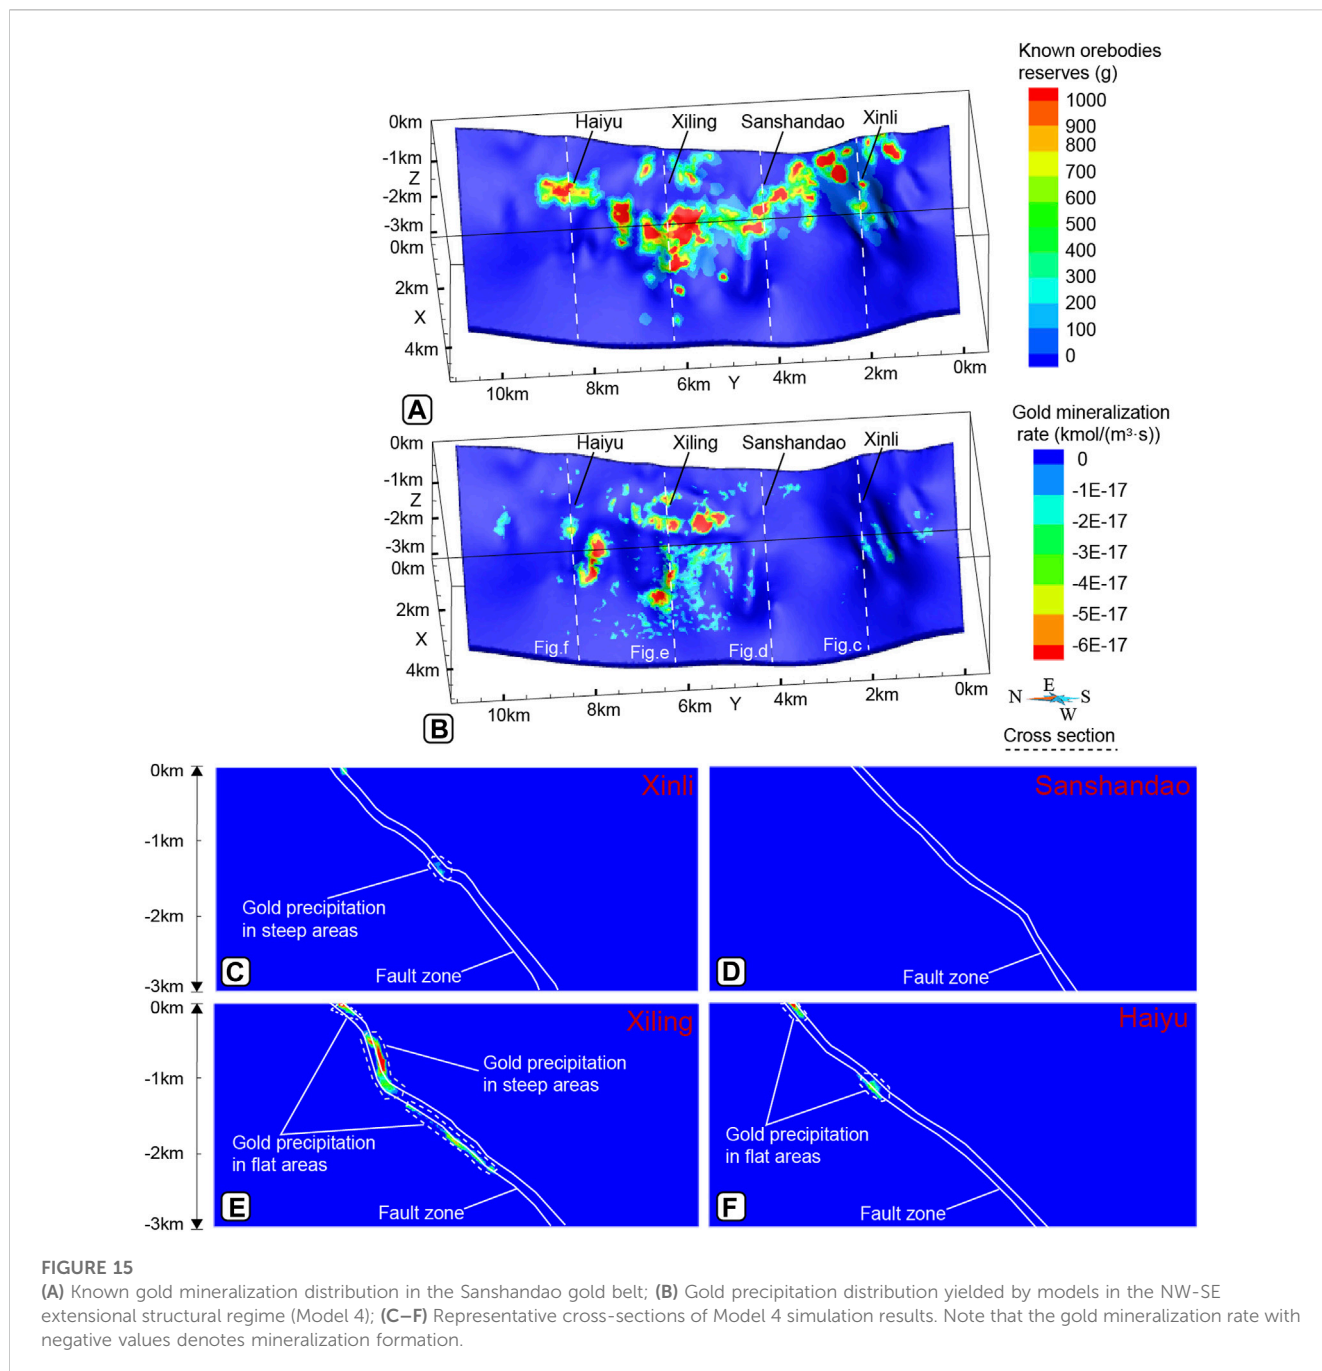 Known orebodies
reserves (g)
1000
900
800
700
600
500
400
300
200
100
0
0km
-1km
Z
-2km
-3km
0km
2km
X
4km
Haiyu
Xiling
Sanshandao
Xinli
10km
8km
6km
Y
4km
2km
0km
A
Gold mineralization
rate (kmol/(m³·s))
0
-1E-17
-2E-17
-3E-17
-4E-17
-5E-17
-6E-17
0km
-1km
Z
-2km
-3km
0km
2km
X
4km
Haiyu
Xiling
Sanshandao
Xinli
Fig.f
Fig.e
Fig.d
Fig.c
10km
8km
6km
Y
4km
2km
0km
B
N
E
S
W
Cross section
0km
-1km
-2km
-3km
Xinli
Gold precipitation
in steep areas
Fault zone
C
Sanshandao
Fault zone
D
0km
-1km
-2km
-3km
Xiling
Gold precipitation
in steep areas
Gold precipitation
in flat areas
Fault zone
E
Haiyu
Gold precipitation
in flat areas
Fault zone
F
FIGURE 15
(A) Known gold mineralization distribution in the Sanshandao gold belt; (B) Gold precipitation distribution yielded by models in the NW-SE
extensional structural regime (Model 4); (C–F) Representative cross-sections of Model 4 simulation results. Note that the gold mineralization rate with
negative values denotes mineralization formation.